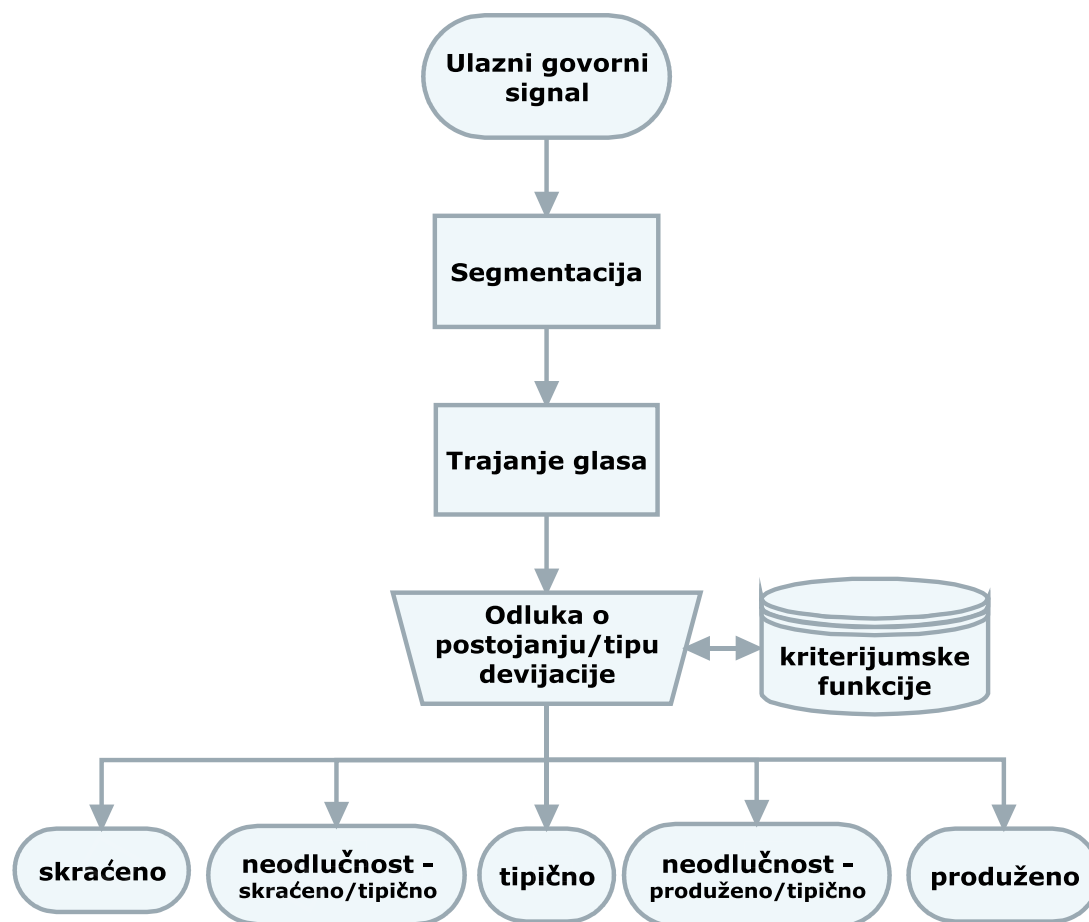 Ulazni govorni
signal
Segmentacija
Trajanje glasa
Odluka o
postojanju/tipu
devijacije
kriterijumske
funkcije
skraćeno
neodlučnost -
skraćeno/tipično
tipično
neodlučnost -
produženo/tipično
produženo